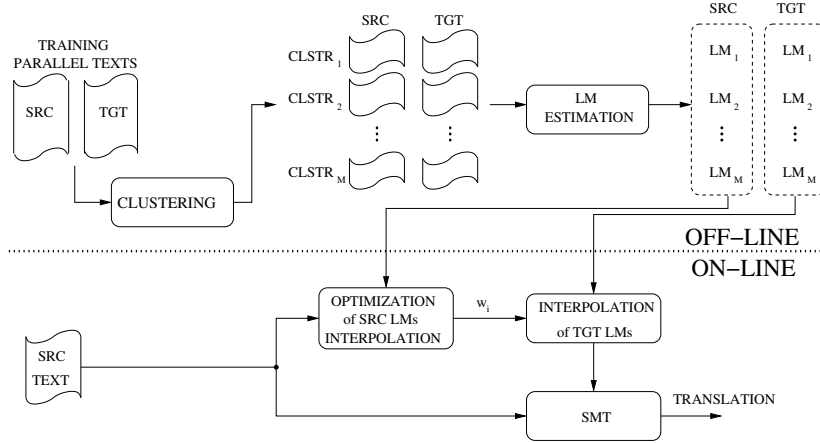 SRC TGT
SRC TGT
TRAINING
PARALLEL TEXTS
SRC TGT
CLSTR 1
CLSTR 2
CLSTR M
CLUSTERING
LM
ESTIMATION
LM 1 LM 1
LM 2 LM 2
LM M LM M
OFF-LINE
ON-LINE
SRC
TEXT
OPTIMIZATION
of SRC LMs
INTERPOLATION
w i
INTERPOLATION
of TGT LMs
SMT
TRANSLATION